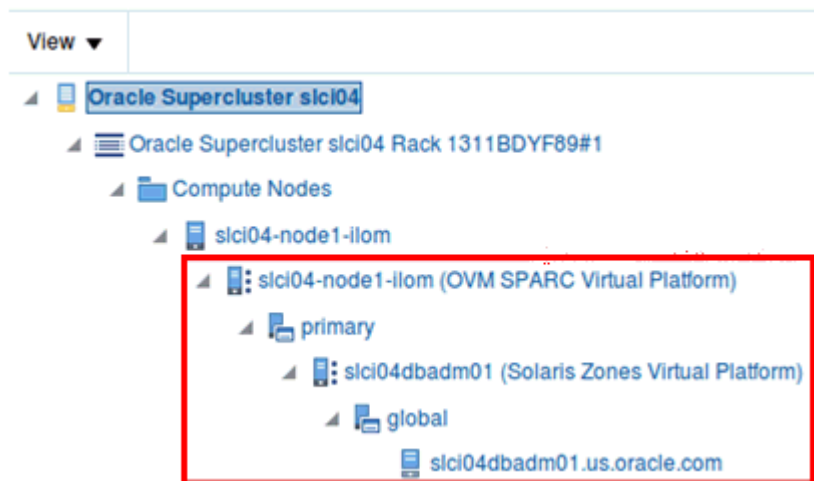 View
Oracle Supercluster slci04
Oracle Supercluster slci04 Rack 1311BDYF89#1
Compute Nodes
slci04-node1-ilom
slci04-node1-ilom (OVM SPARC Virtual Platform)
primary
slci04dbadm01 (Solaris Zones Virtual Platform)
global
slci04dbadm01.us.oracle.com